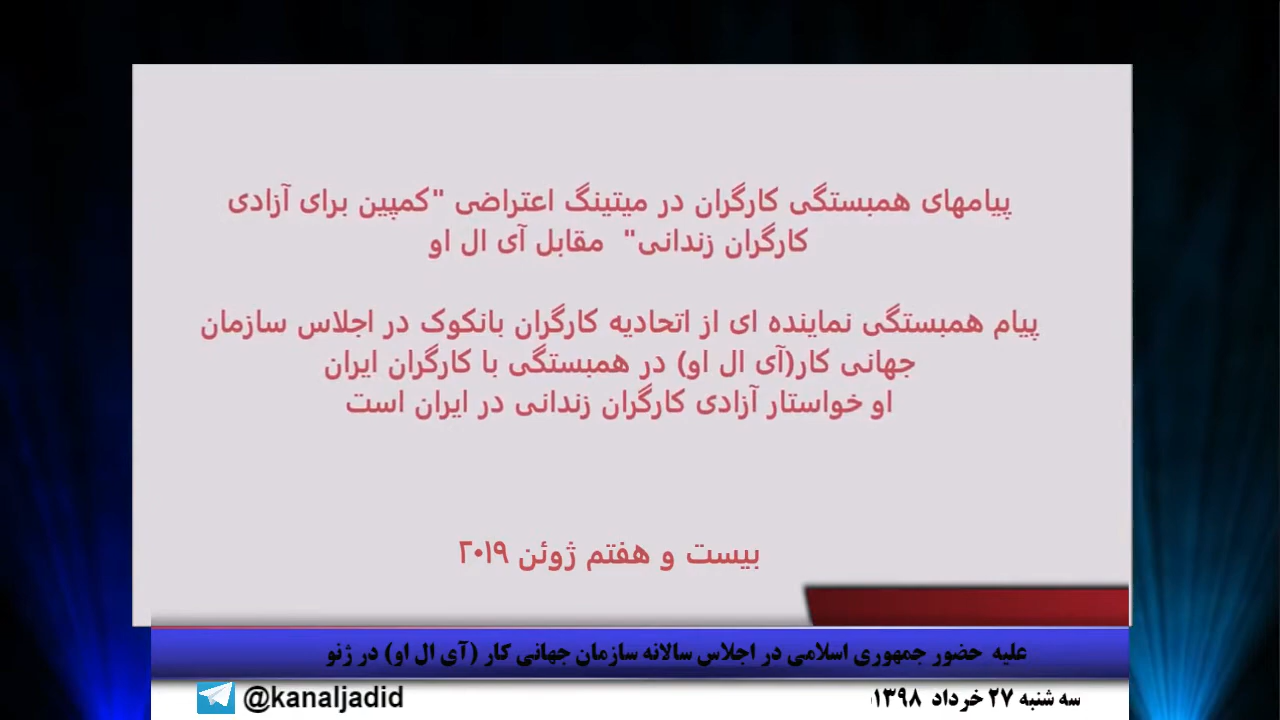 پیامهای همبستگی کارگران در میتینگ اعتراضی "کمپین برای آزادی
کارگران زندانی" مقابل آی ال او
پیام همبستگی نماینده ای از اتحادیه کارگران بانکوک در اجلاس سازمان
جهانی کار(آی ال او) در همبستگی با کارگران ایران
او خواستار آزادی کارگران زندانی در ایران است
بیست و هفتم ژوئن ۲۰۱۹
علیه حضور جمهوری اسلامی در اجلاس سالانه سازمان جهانی کار (آی ال او) در ژنو
سه شنبه ۲۷ خرداد ۱۳۹۸
@kanaljadid